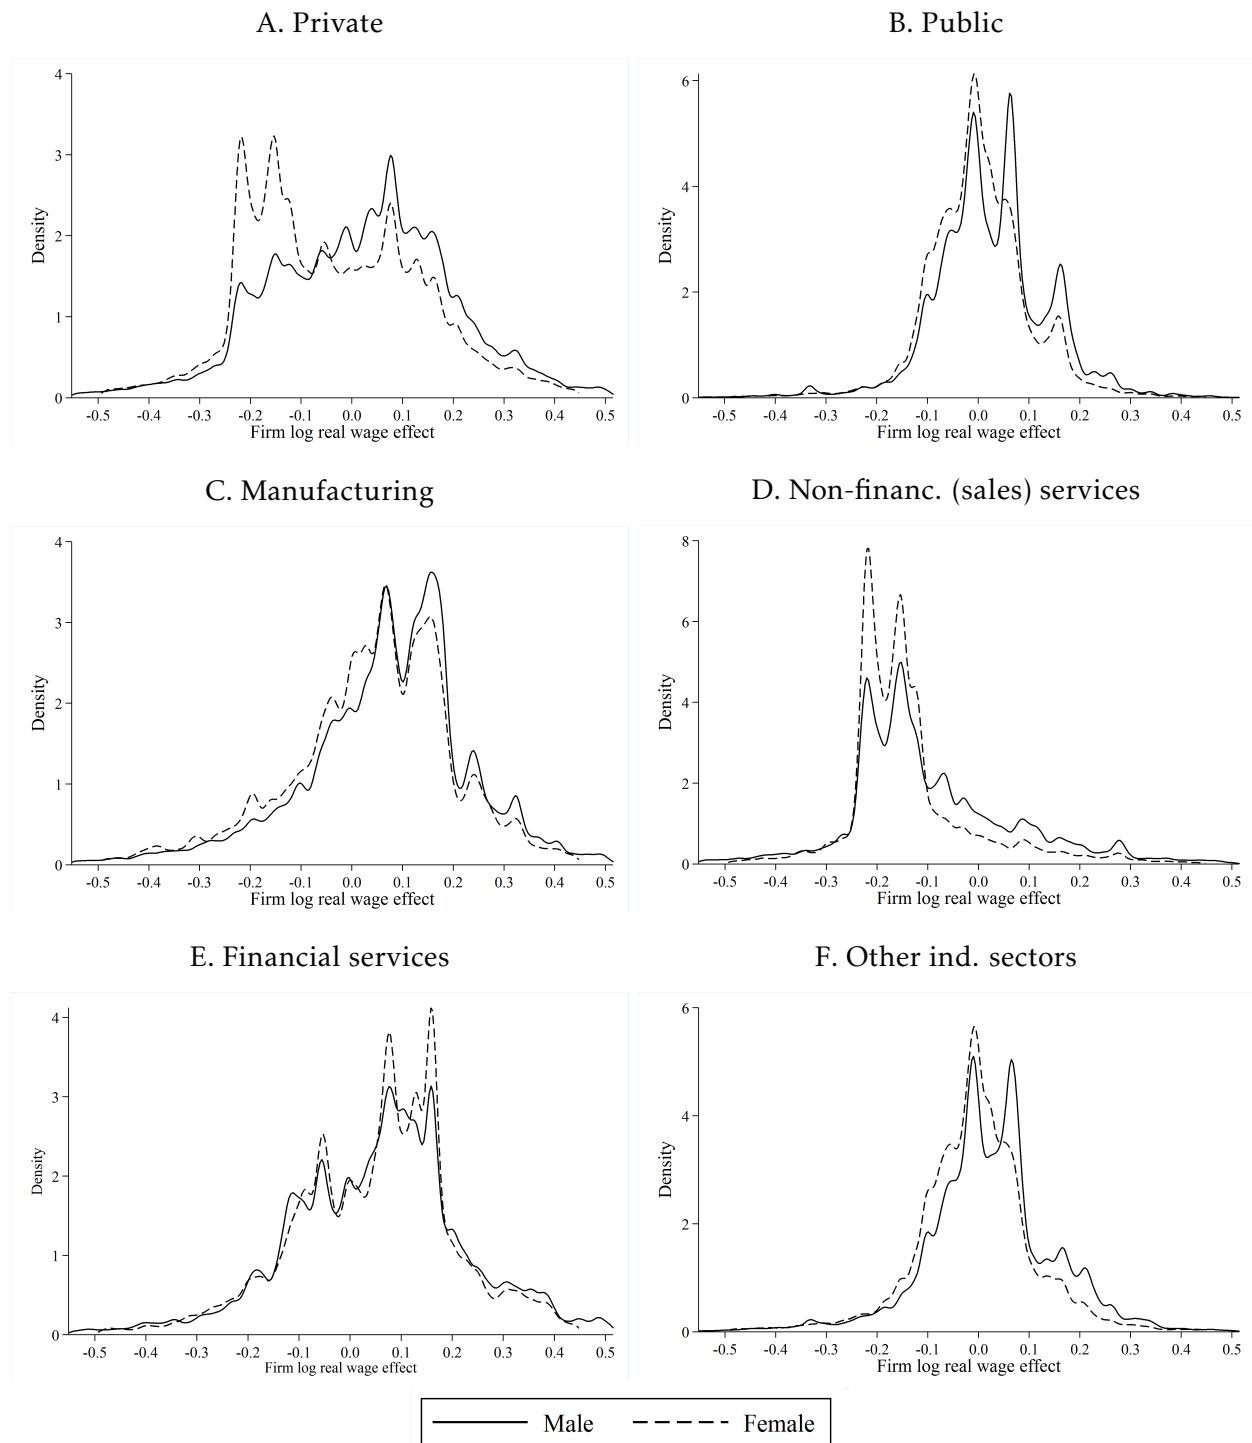 A. Private
B. Public
Density
4
3
2
1
0
-0.5 -0.4 -0.3 -0.2 -0.1 0.0 0.1 0.2 0.3 0.4 0.5
Firm log real wage effect
Density
6
4
2
0
-0.5 -0.4 -0.3 -0.2 -0.1 0.0 0.1 0.2 0.3 0.4 0.5
Firm log real wage effect
C. Manufacturing
D. Non-financ. (sales) services
Density
4
3
2
1
0
-0.5 -0.4 -0.3 -0.2 -0.1 0.0 0.1 0.2 0.3 0.4 0.5
Firm log real wage effect
Density
8
6
4
2
0
-0.5 -0.4 -0.3 -0.2 -0.1 0.0 0.1 0.2 0.3 0.4 0.5
Firm log real wage effect
E. Financial services
F. Other ind. sectors
Density
4
3
2
1
0
-0.5 -0.4 -0.3 -0.2 -0.1 0.0 0.1 0.2 0.3 0.4 0.5
Firm log real wage effect
Density
6
4
2
0
-0.5 -0.4 -0.3 -0.2 -0.1 0.0 0.1 0.2 0.3 0.4 0.5
Firm log real wage effect
Male Female